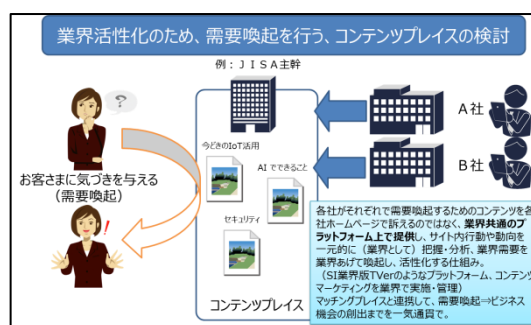 業界活性化のため、需要喚起を行う、コンテンツプレイスの検討
例：ＪＩＳＡ主幹
?
今どきのIoT活用
AI でできること
セキュリティ
A社
B社
お客さまに気づきを与える
（需要喚起）
コンテンツプレイス
各社がそれぞれで需要喚起するためのコンテンツを各
社ホームページで訴えるのではなく、業界共通のプ
ラットフォーム上で提供し、サイト内行動や動向を
一元的に（業界として）把握・分析、業界需要を
業界あげて喚起し、活性化する仕組み。
（SI業界版TVerのようなプラットフォーム、コンテンツ
マーケティングを業界で実施・管理）
マッチングプレイスと連携して、需要喚起⇒ビジネス
機会の創出までを一気通貫で。